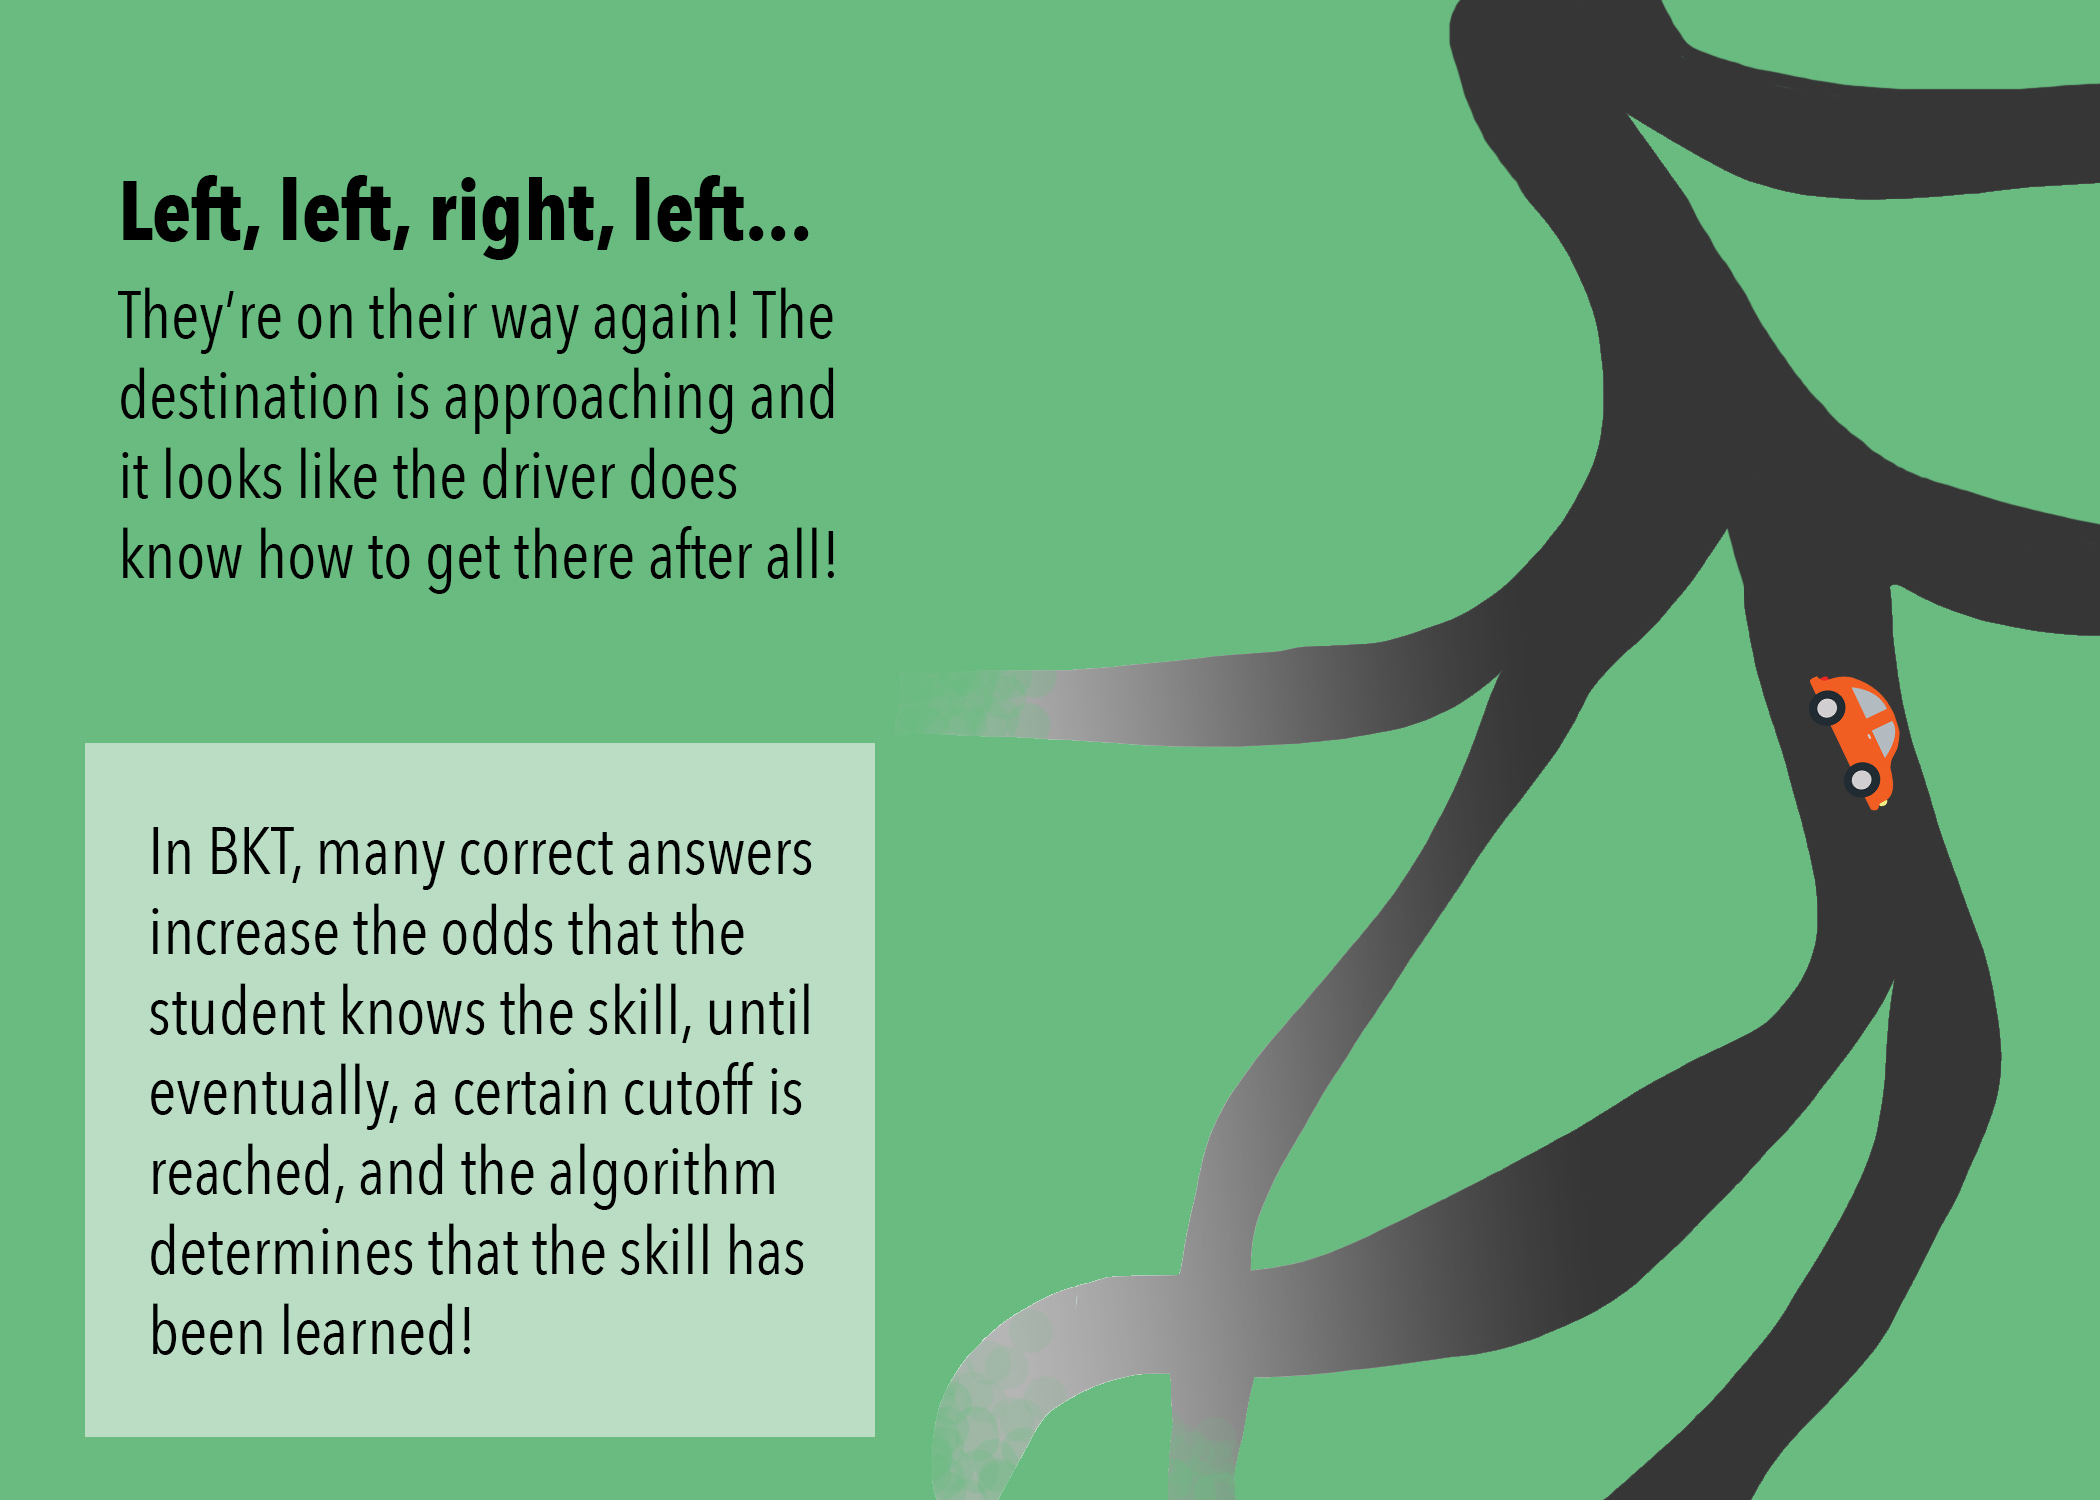 Left, left, right, left...
They're on their way again! The
destination is approaching and
it looks like the driver does
know how to get there after all!
In BKT, many correct answers
increase the odds that the
student knows the skill, until
eventually, a certain cutoff is
reached, and the algorithm
determines that the skill has
been learned!